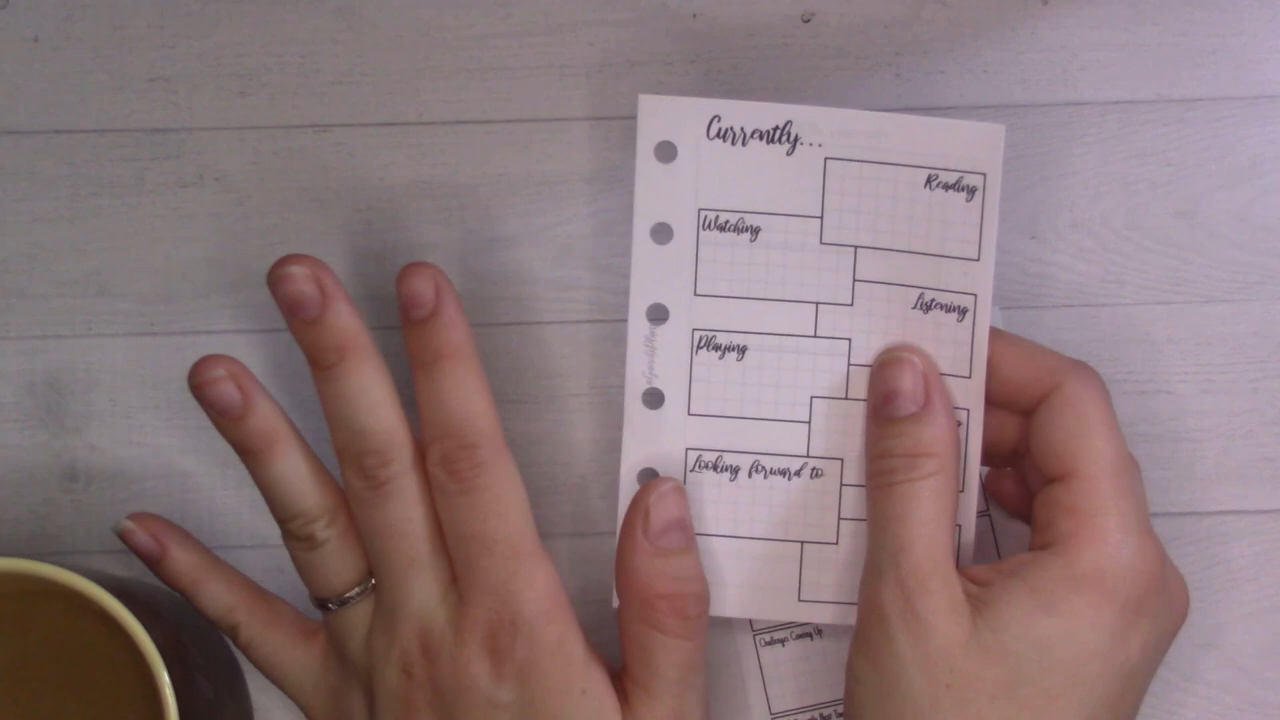 Currently...
Reading
Watching
Listening
Playing
Looking forward to
Challenges Coming Up